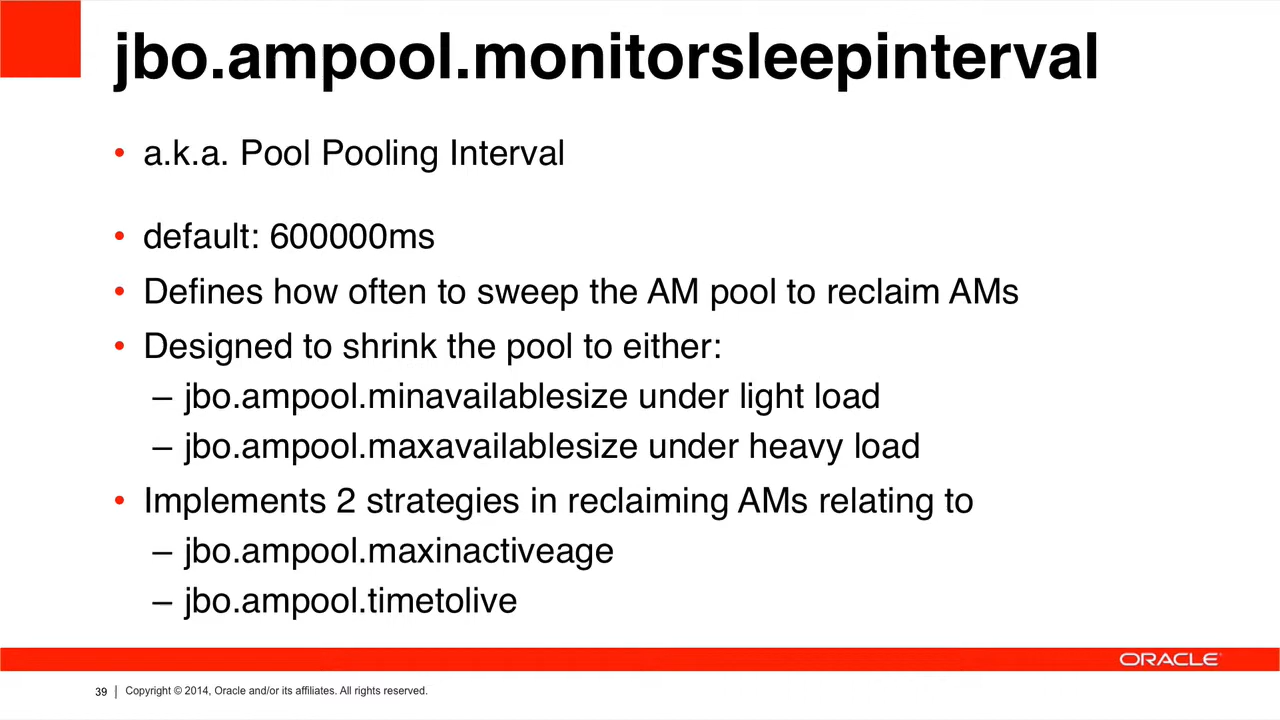 jbo.ampool.monitorsleepinterval
• a.k.a. Pool Pooling Interval
• default: 600000ms
• Defines how often to sweep the AM pool to reclaim AMs
• Designed to shrink the pool to either:
– jbo.ampool.minavailablesize under light load
– jbo.ampool.maxavailablesize under heavy load
• Implements 2 strategies in reclaiming AMs relating to
– jbo.ampool.maxinactiveage
– jbo.ampool.timetolive
ORACLE
39 | Copyright © 2014, Oracle and/or its affiliates. All rights reserved.